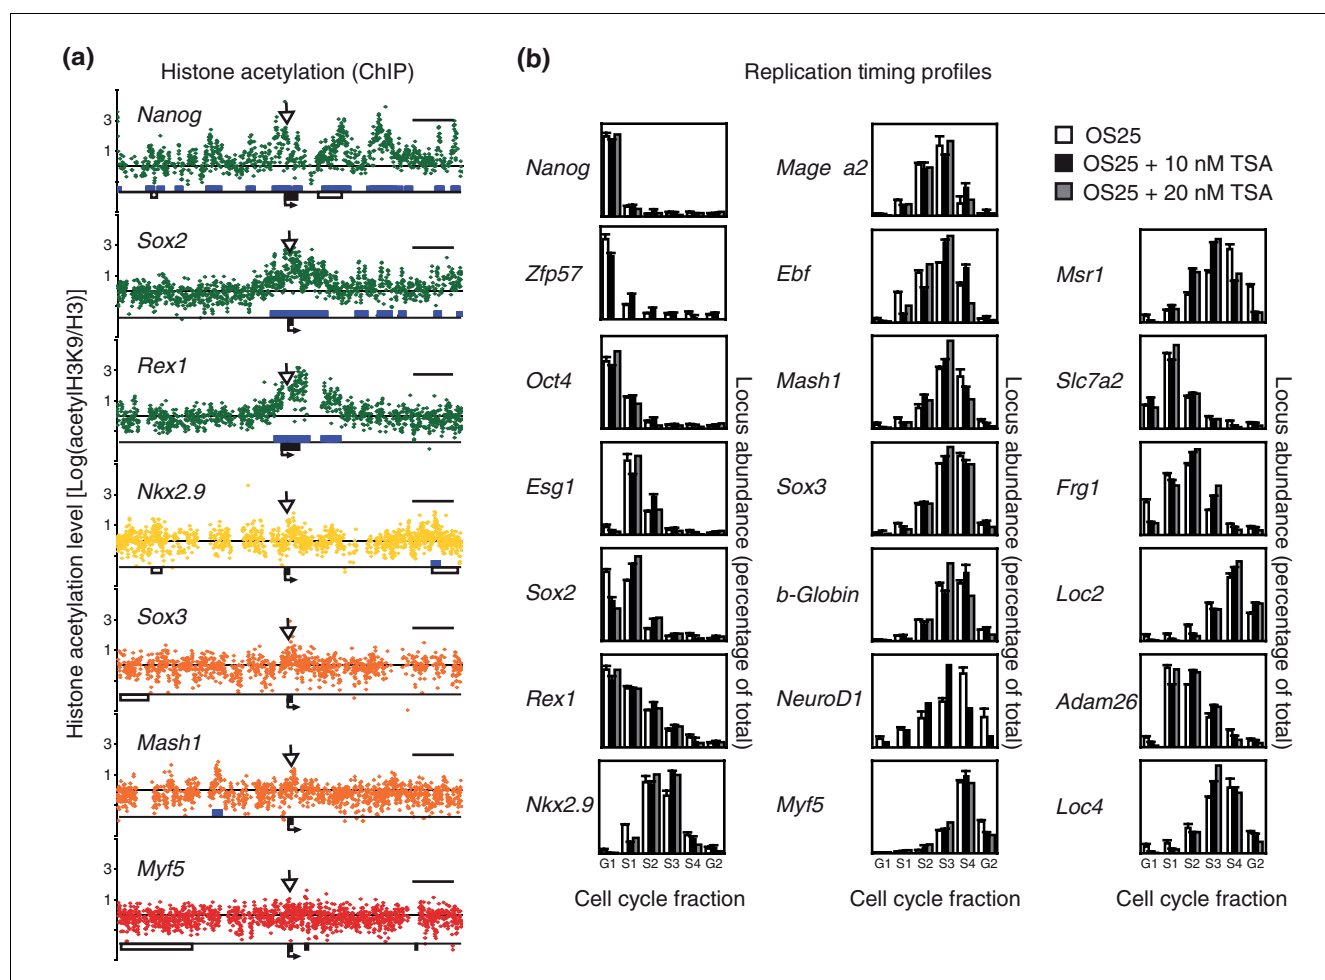 (a)
Histone acetylation (ChIP)
Histone acetylation level [Log(acetylH3K9/H3)]
Nanog
3
1
Sox2
3
1
Rex1
3
1
Nkx2.9
3
1
Sox3
3
1
Mash1
3
1
Myf5
3
1
(b)
Replication timing profiles
OS25
OS25 + 10 nM TSA
OS25 + 20 nM TSA
Nanog
Zfp57
Oct4
Esg1
Sox2
Rex1
Nkx2.9
G1 S1 S2 S3 S4 G2
Cell cycle fraction
Locus abundance (percentage of total)
Mage a2
Ebf
Mash1
Sox3
b-Globin
NeuroD1
Myf5
G1 S1 S2 S3 S4 G2
Cell cycle fraction
Locus abundance (percentage of total)
Msr1
Slc7a2
Frg1
Loc2
Adam26
Loc4
G1 S1 S2 S3 S4 G2
Cell cycle fraction
Locus abundance (percentage of total)